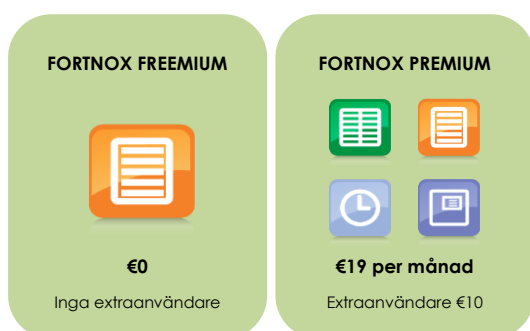 FORTNOX FREEMIUM
€0
Inga extraanvändare
FORTNOX PREMIUM
€19 per månad
Extraanvändare €10